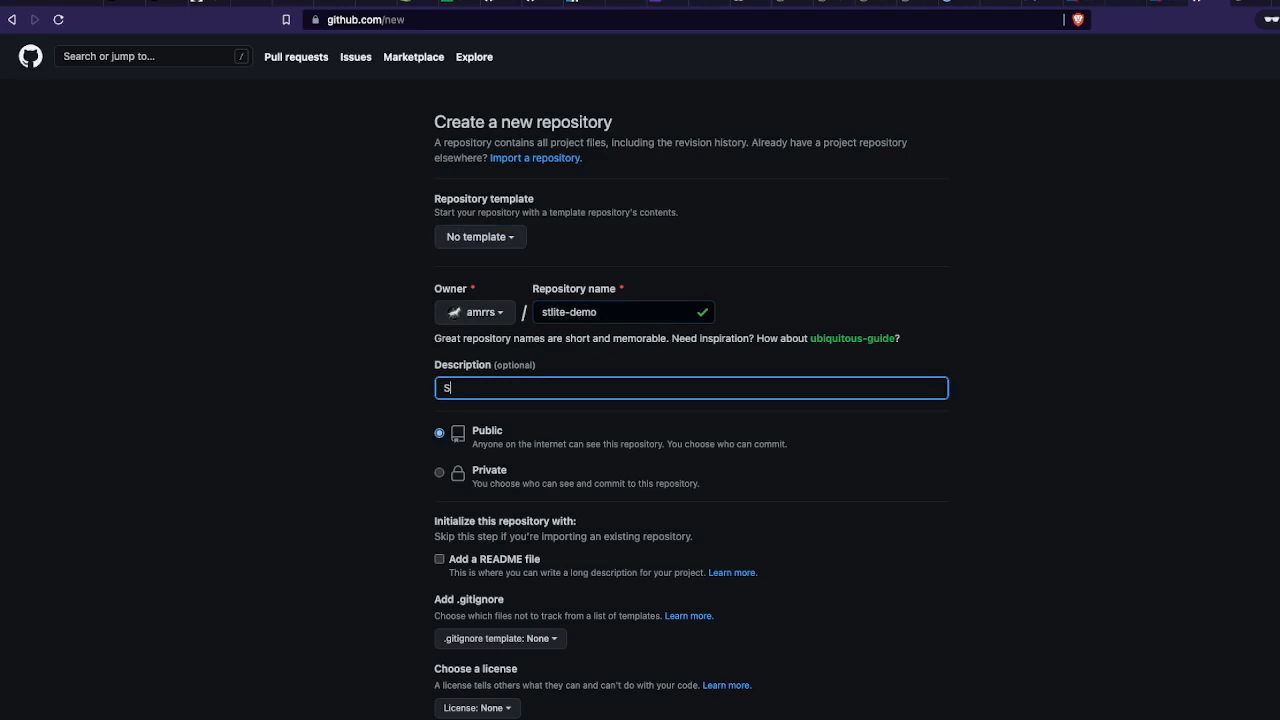 github.com/new
Search or jump to...
/
Pull requests
Issues
Marketplace
Explore
Create a new repository
A repository contains all project files, including the revision history. Already have a project repository
elsewhere? Import a repository.
Repository template
Start your repository with a template repository's contents.
No template
Owner *
Repository name *
amrrs
/
stlite-demo
Great repository names are short and memorable. Need inspiration? How about ubiquitous-guide?
Description (optional)
S
Public
Anyone on the internet can see this repository. You choose who can commit.
Private
You choose who can see and commit to this repository.
Initialize this repository with:
Skip this step if you're importing an existing repository.
Add a README file
This is where you can write a long description for your project. Learn more.
Add .gitignore
Choose which files not to track from a list of templates. Learn more.
.gitignore template: None
Choose a license
A license tells others what they can and can't do with your code. Learn more.
License: None